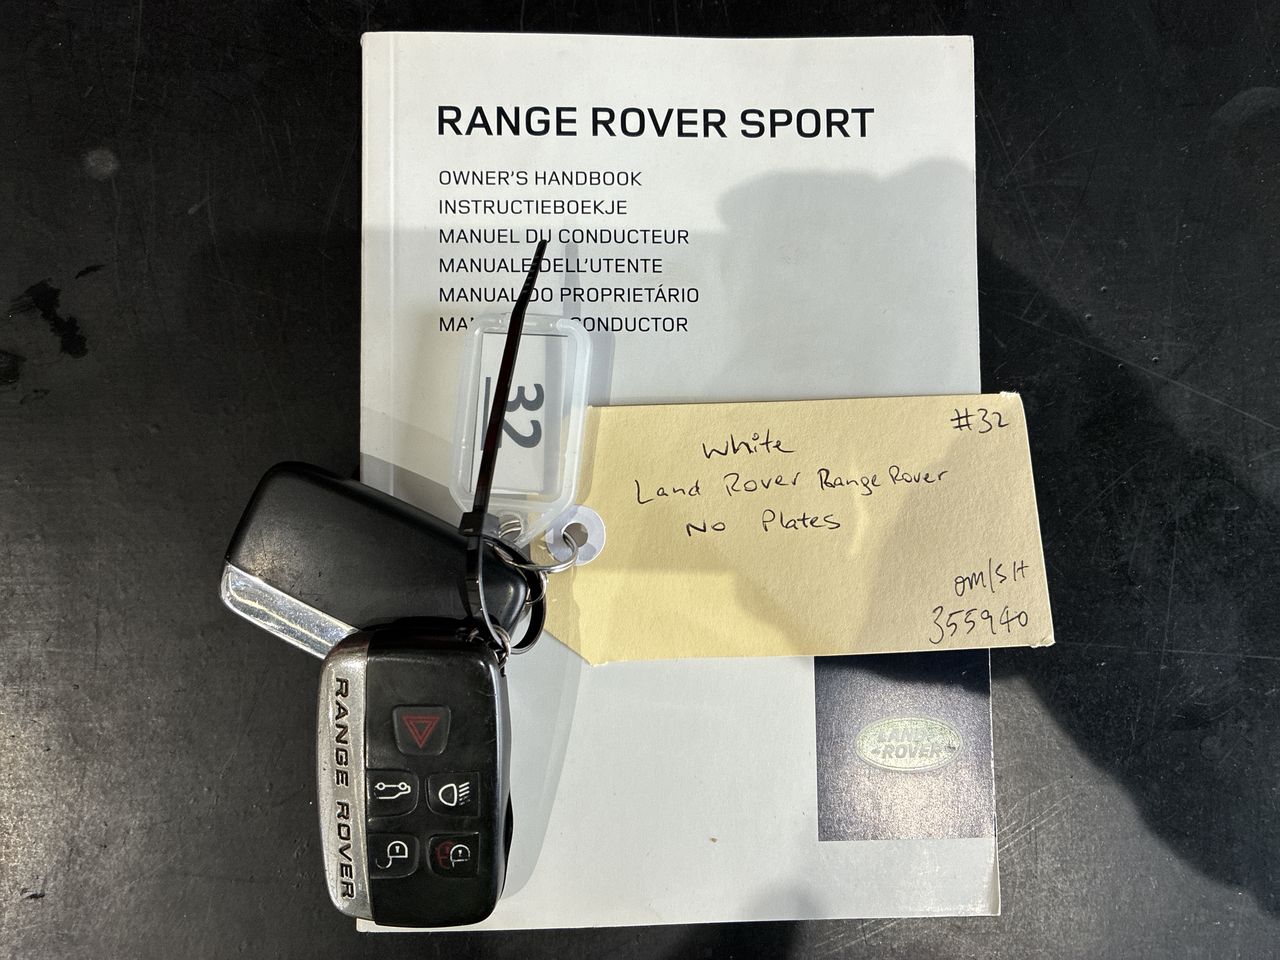 RANGE ROVER SPORT
OWNER'S HANDBOOK
INSTRUCTIEBOEKJE
MANUEL DU CONDUCTEUR
MANUALE DELL'UTENTE
MANUAL DO PROPRIETÁRIO
MA CONDUCTOR
32
#32
White
Land Rover Range Rover
No Plates
om/SH
355940
LAND
ROVER
RANGE ROVER